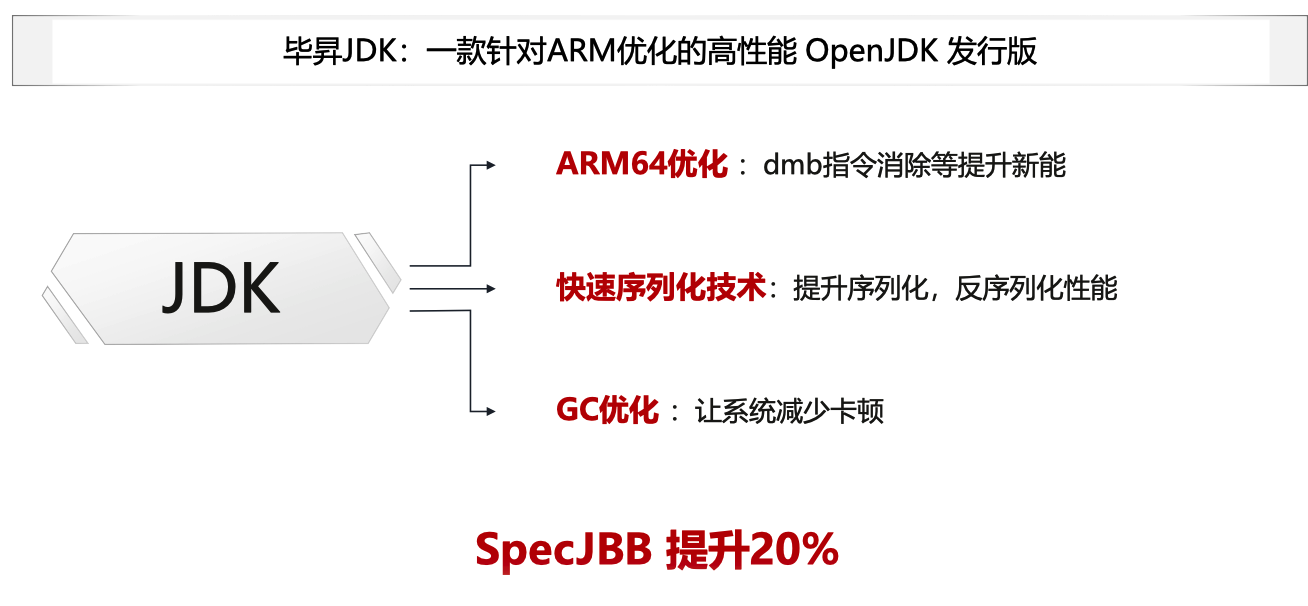 毕昇JDK：一款针对ARM优化的高性能 OpenJDK 发行版
ARM64优化 ：dmb指令消除等提升新能
JDK
快速序列化技术：提升序列化，反序列化性能
GC优化 ：让系统减少卡顿
SpecJBB 提升20%